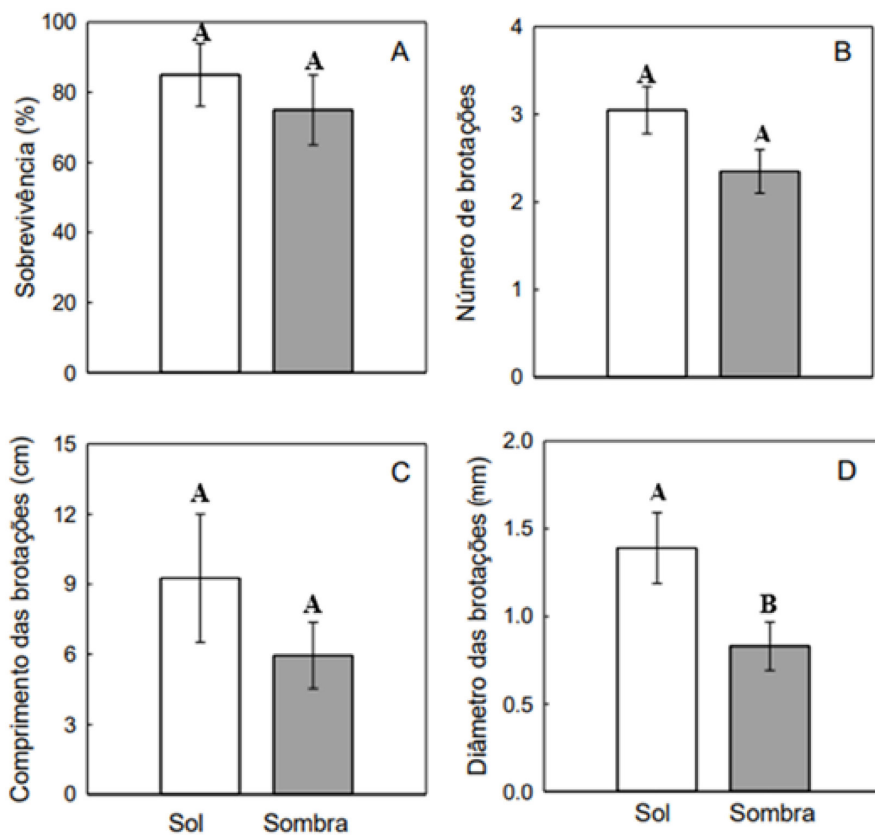 Sobrevivência (%)
100
80
60
40
20
0
A
A
A
Número de brotações
4
3
2
1
0
A
A
B
Comprimento das brotações (cm)
15
12
9
6
3
0
A
A
C
Sol Sombra
Diâmetro das brotações (mm)
2.0
1.5
1.0
0.5
0.0
A
B
D
Sol Sombra